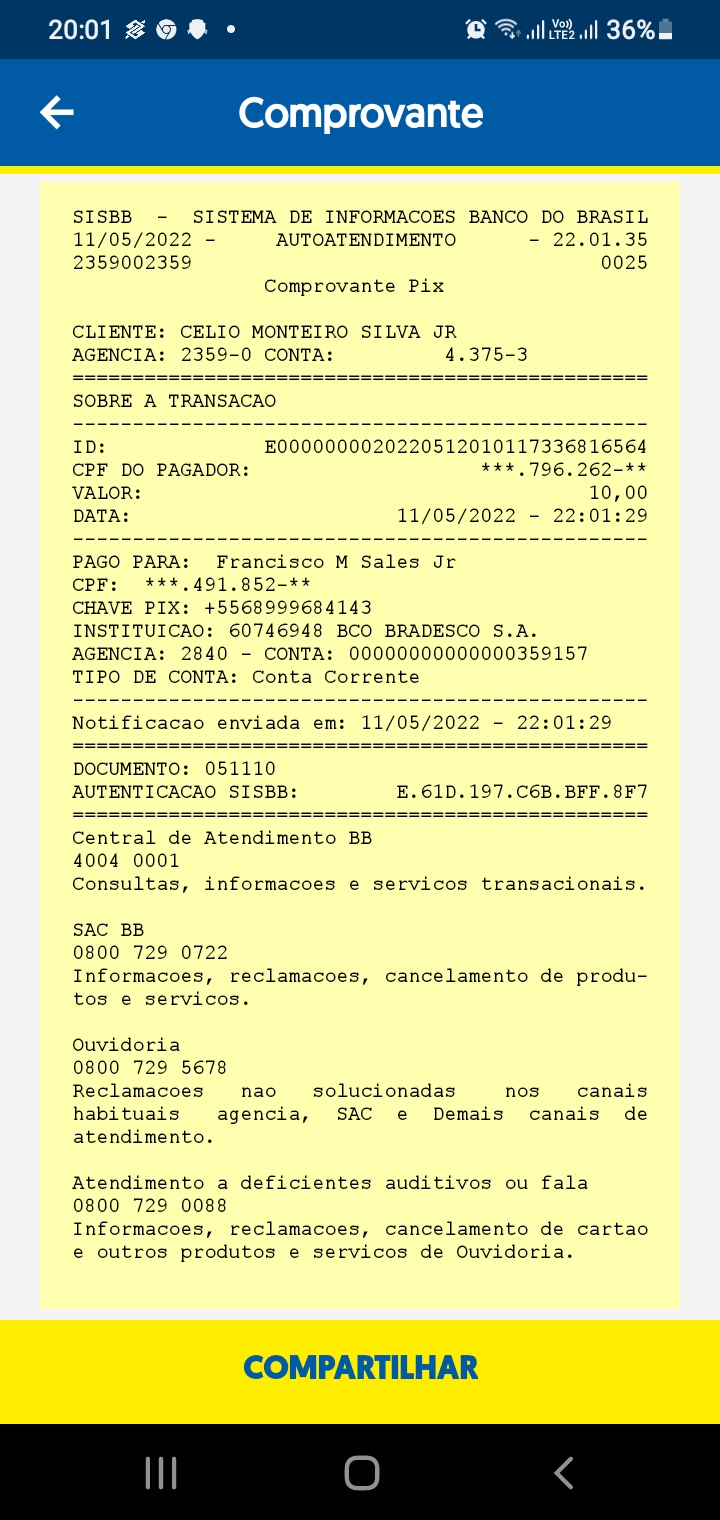 20:01
Vo)) LTE2 36%
Comprovante
SISBB - SISTEMA DE INFORMACOES BANCO DO BRASIL
11/05/2022 - AUTOATENDIMENTO - 22.01.35
2359002359 0025
Comprovante Pix
CLIENTE: CELIO MONTEIRO SILVA JR
AGENCIA: 2359-0 CONTA: 4.375-3
================================================
SOBRE A TRANSACAO
------------------------------------------------
ID: E0000000020220512010117336816564
CPF DO PAGADOR: ***.796.262-**
VALOR: 10,00
DATA: 11/05/2022 - 22:01:29
------------------------------------------------
PAGO PARA: Francisco M Sales Jr
CPF: ***.491.852-**
CHAVE PIX: +5568999684143
INSTITUICAO: 60746948 BCO BRADESCO S.A.
AGENCIA: 2840 - CONTA: 00000000000000359157
TIPO DE CONTA: Conta Corrente
------------------------------------------------
Notificacao enviada em: 11/05/2022 - 22:01:29
================================================
DOCUMENTO: 051110
AUTENTICACAO SISBB: E.61D.197.C6B.BFF.8F7
================================================
Central de Atendimento BB
4004 0001
Consultas, informacoes e servicos transacionais.
SAC BB
0800 729 0722
Informacoes, reclamacoes, cancelamento de produ-
tos e servicos.
Ouvidoria
0800 729 5678
Reclamacoes nao solucionadas nos canais
habituais agencia, SAC e Demais canais de
atendimento.
Atendimento a deficientes auditivos ou fala
0800 729 0088
Informacoes, reclamacoes, cancelamento de cartao
e outros produtos e servicos de Ouvidoria.
COMPARTILHAR